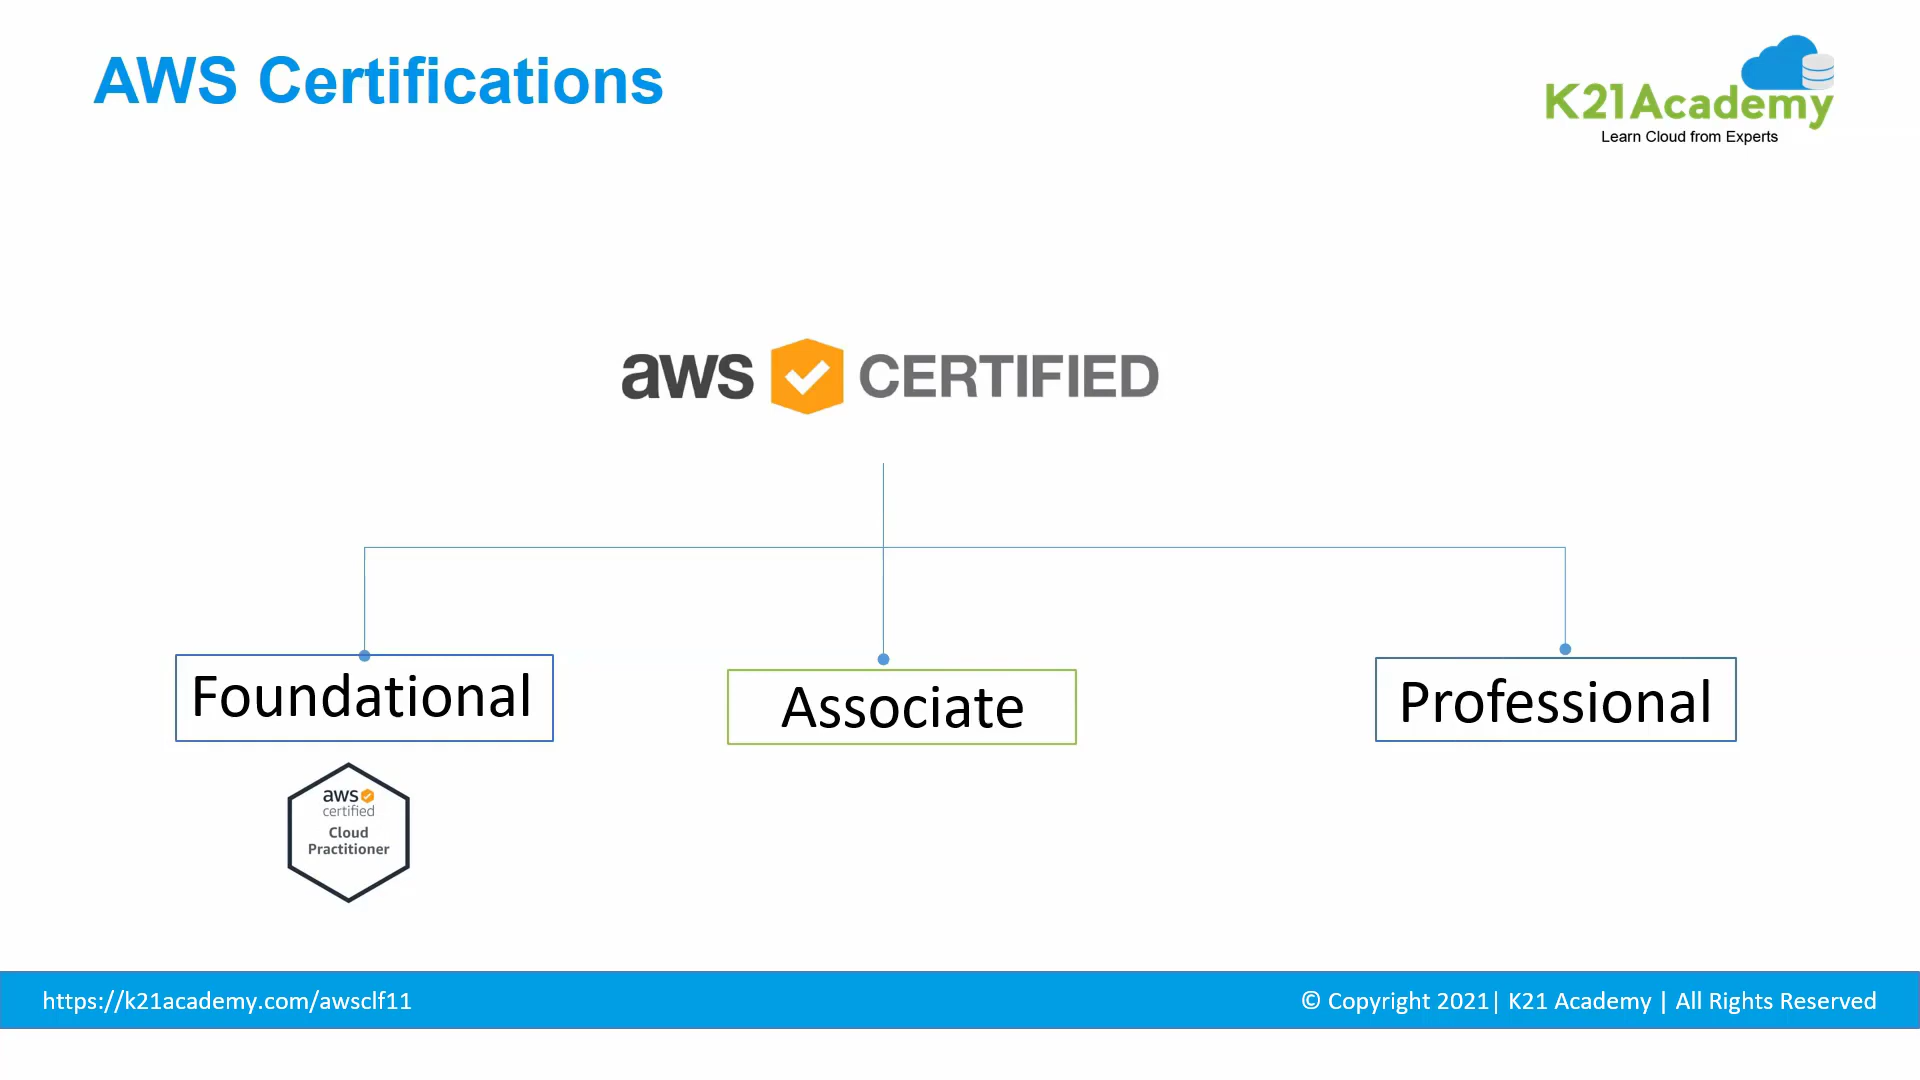 AWS Certifications
K21Academy
Learn Cloud from Experts
aws CERTIFIED
Foundational
Associate
Professional
aws
certified
Cloud
Practitioner
https://k21academy.com/awsclf11
© Copyright 2021| K21 Academy | All Rights Reserved